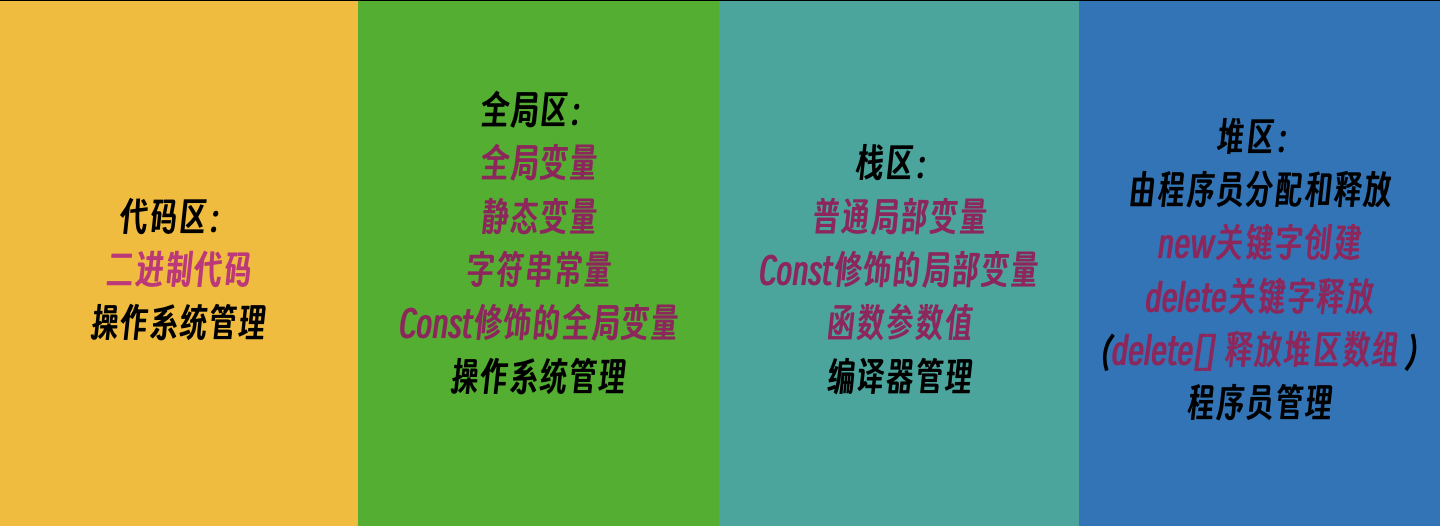 代码区：
二进制代码
操作系统管理
全局区：
全局变量
静态变量
字符串常量
Const修饰的全局变量
操作系统管理
栈区：
普通局部变量
Const修饰的局部变量
函数参数值
编译器管理
堆区：
由程序员分配和释放
new关键字创建
delete关键字释放
(delete[] 释放堆区数组 )
程序员管理